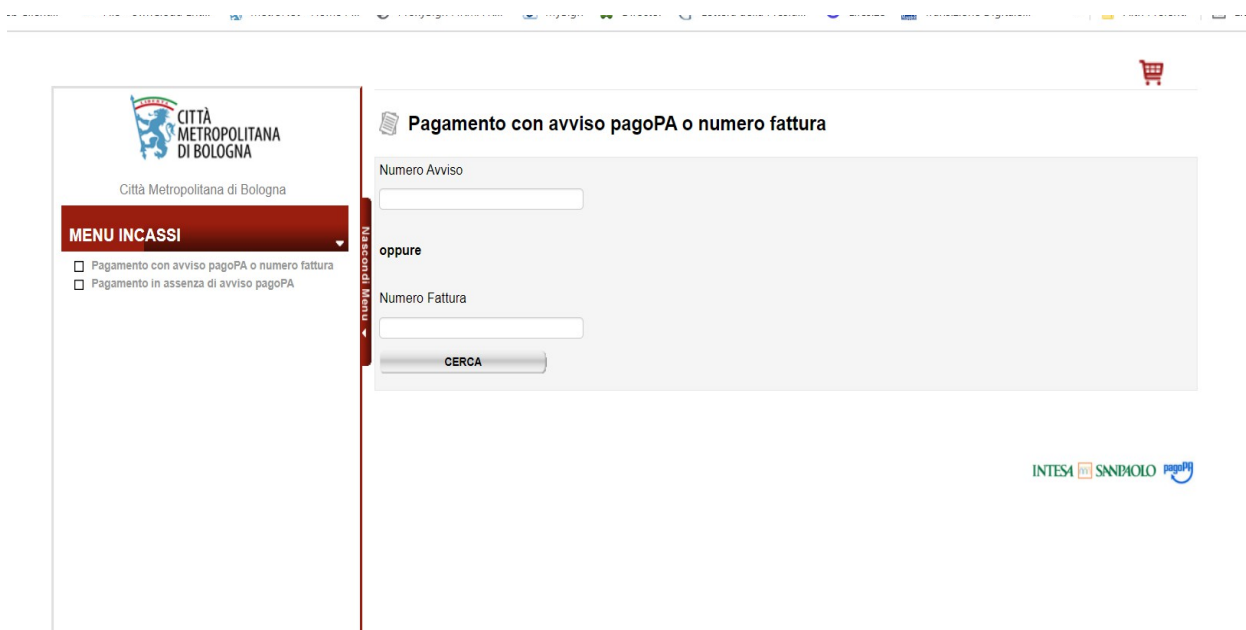 CITTÀ
METROPOLITANA
DI BOLOGNA
Città Metropolitana di Bologna
MENU INCASSI
Pagamento con avviso pagoPA o numero fattura
Pagamento in assenza di avviso pagoPA
Nascondi Menu
Pagamento con avviso pagoPA o numero fattura
Numero Avviso
oppure
Numero Fattura
CERCA
INTESA SANPAOLO pagoPA